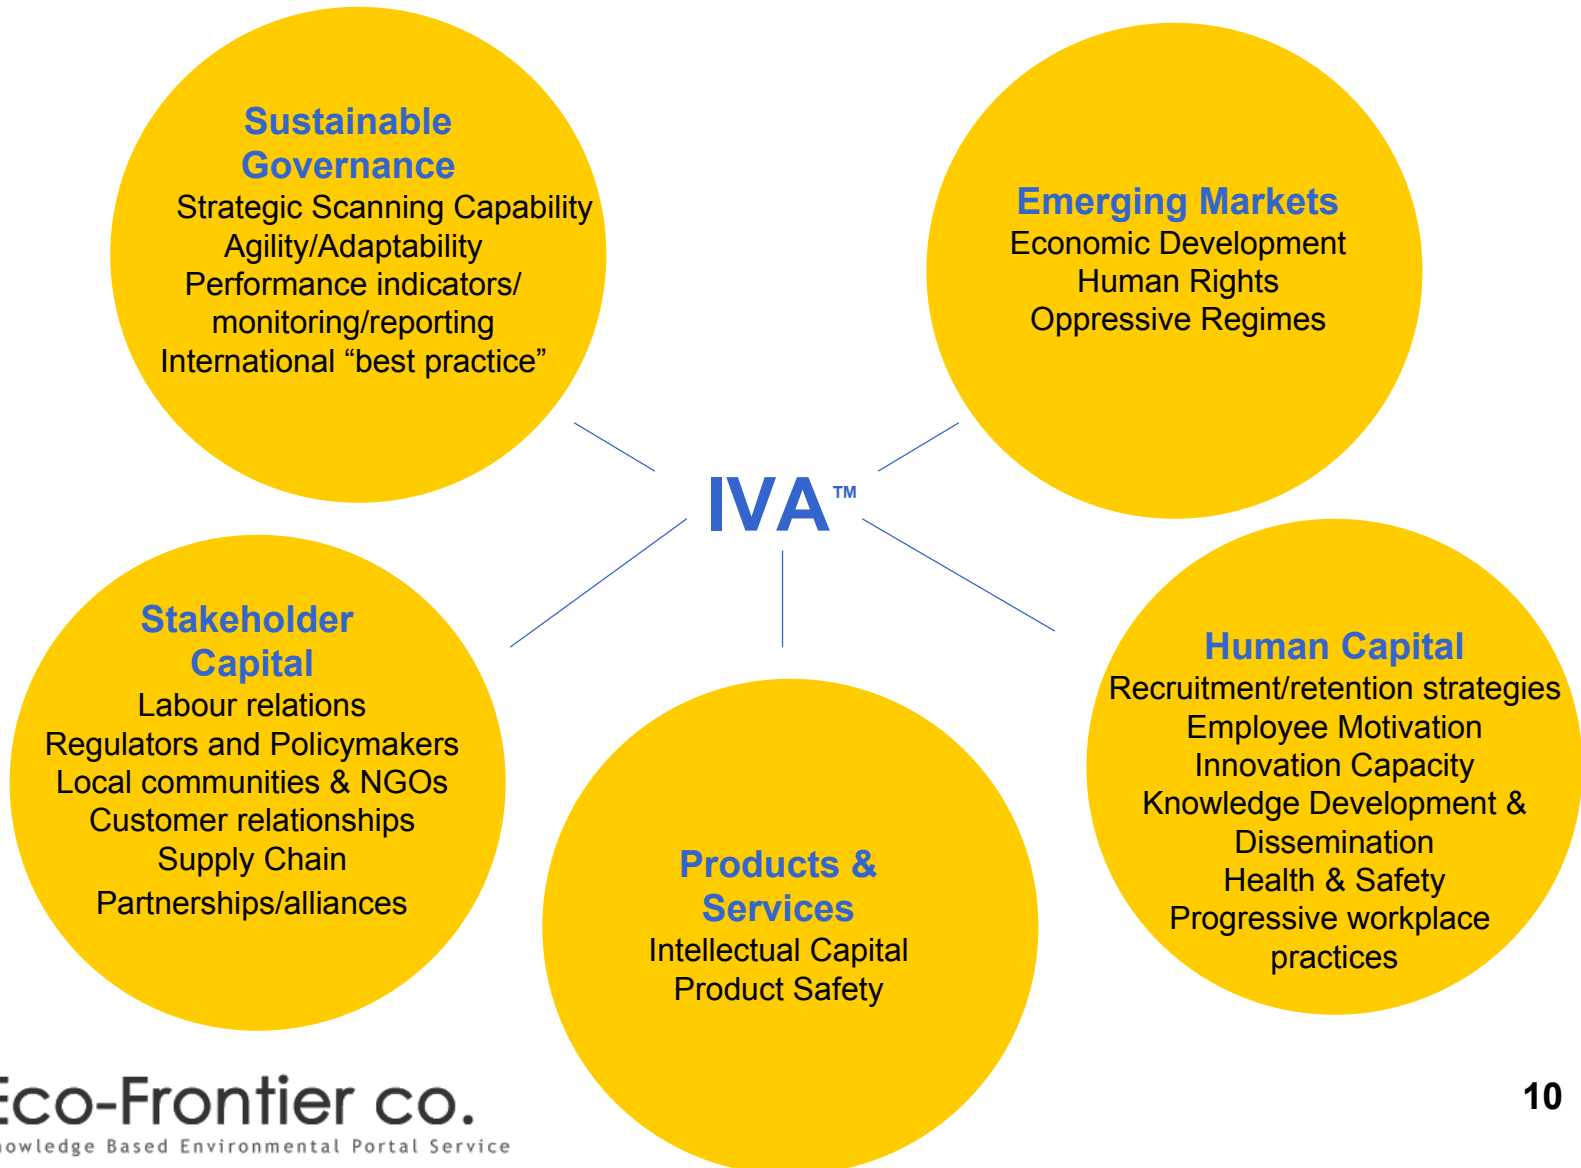 Sustainable
Governance
Strategic Scanning Capability
Agility/Adaptability
Performance indicators/
monitoring/reporting
International “best practice”
Emerging Markets
Economic Development
Human Rights
Oppressive Regimes
IVA™
Stakeholder
Capital
Labour relations
Regulators and Policymakers
Local communities & NGOs
Customer relationships
Supply Chain
Partnerships/alliances
Products &
Services
Intellectual Capital
Product Safety
Human Capital
Recruitment/retention strategies
Employee Motivation
Innovation Capacity
Knowledge Development &
Dissemination
Health & Safety
Progressive workplace
practices
Eco-Frontier co.
nowledge Based Environmental Portal Service
10